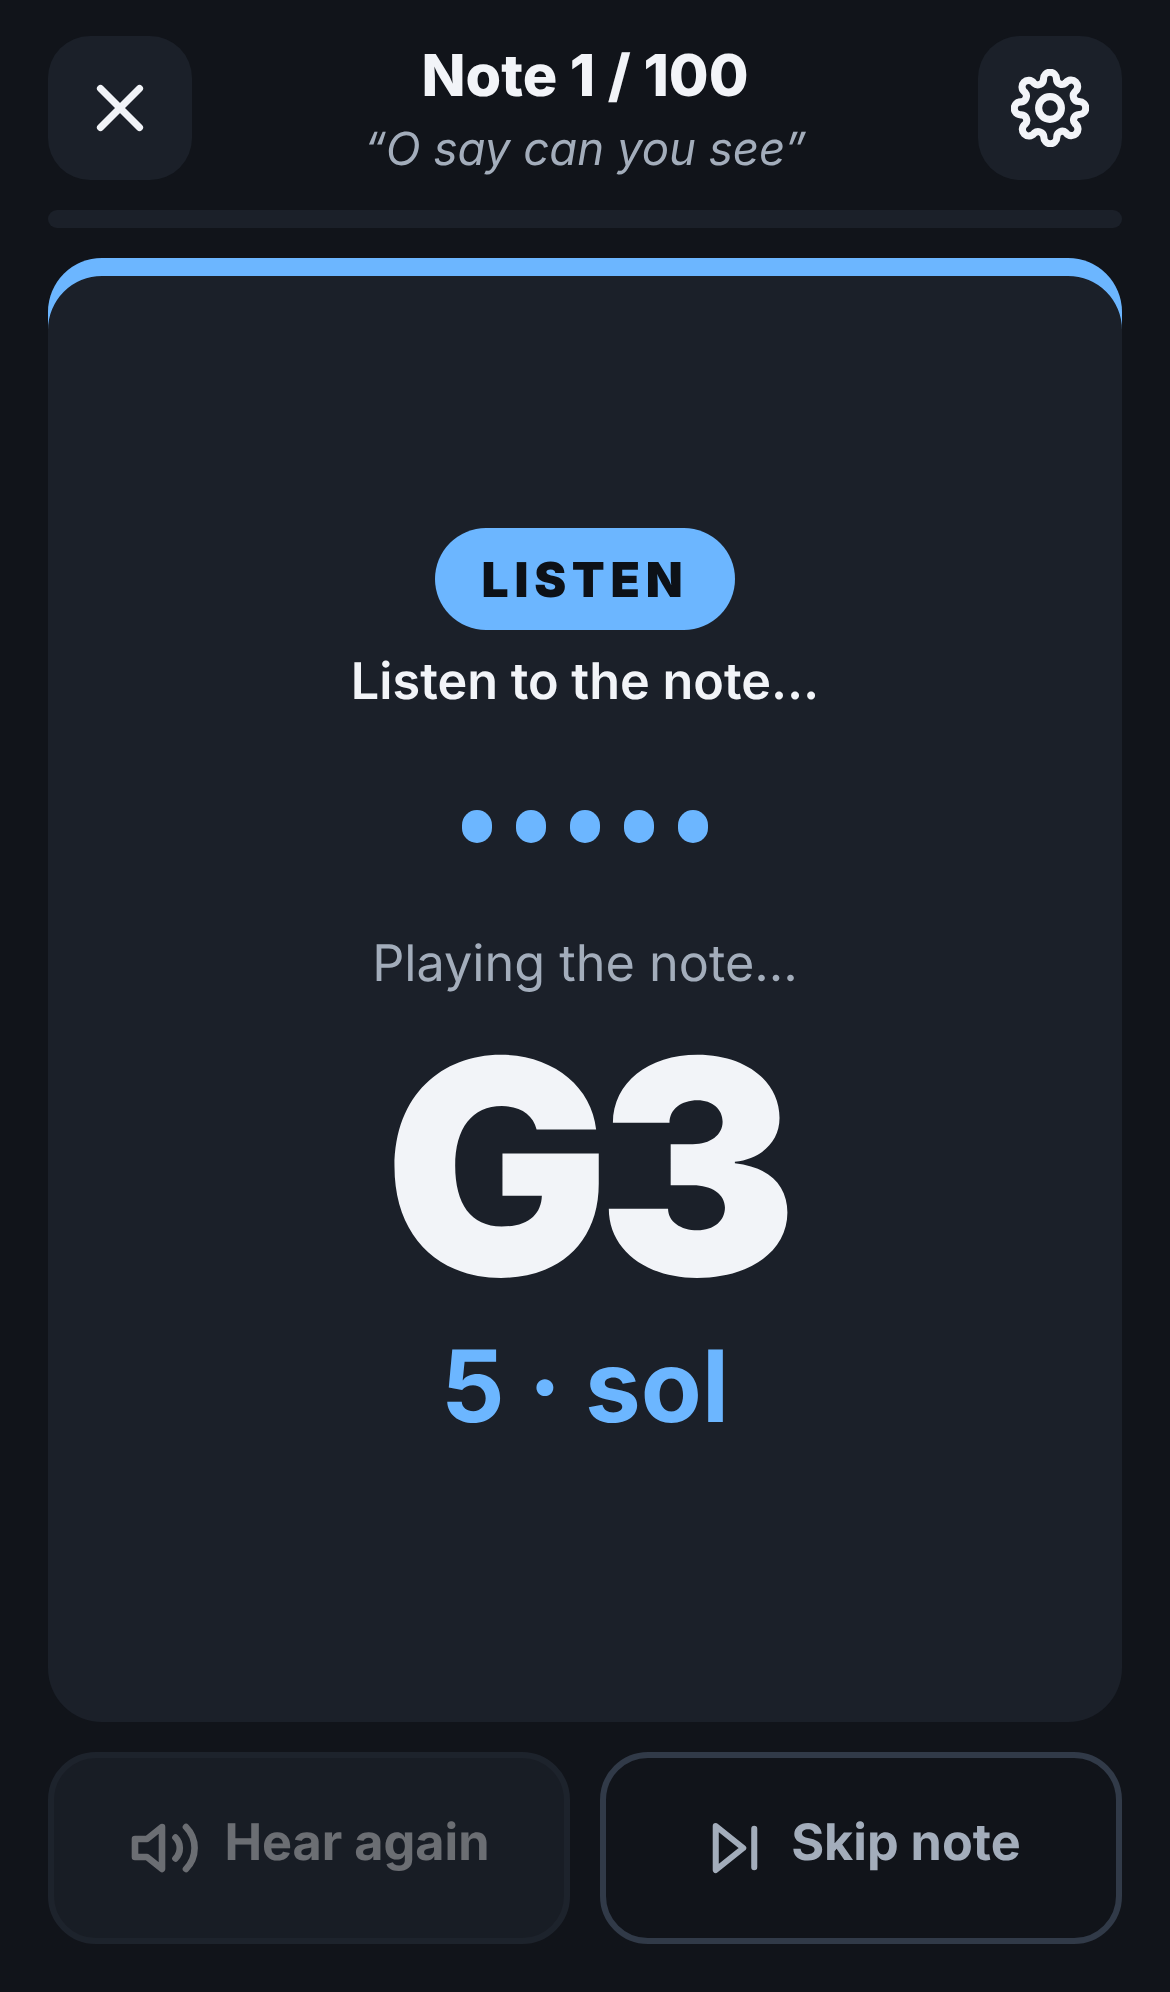 Note 1 / 100
“O say can you see”
LISTEN
Listen to the note...
Playing the note...
G3
5 · sol
Hear again
Skip note